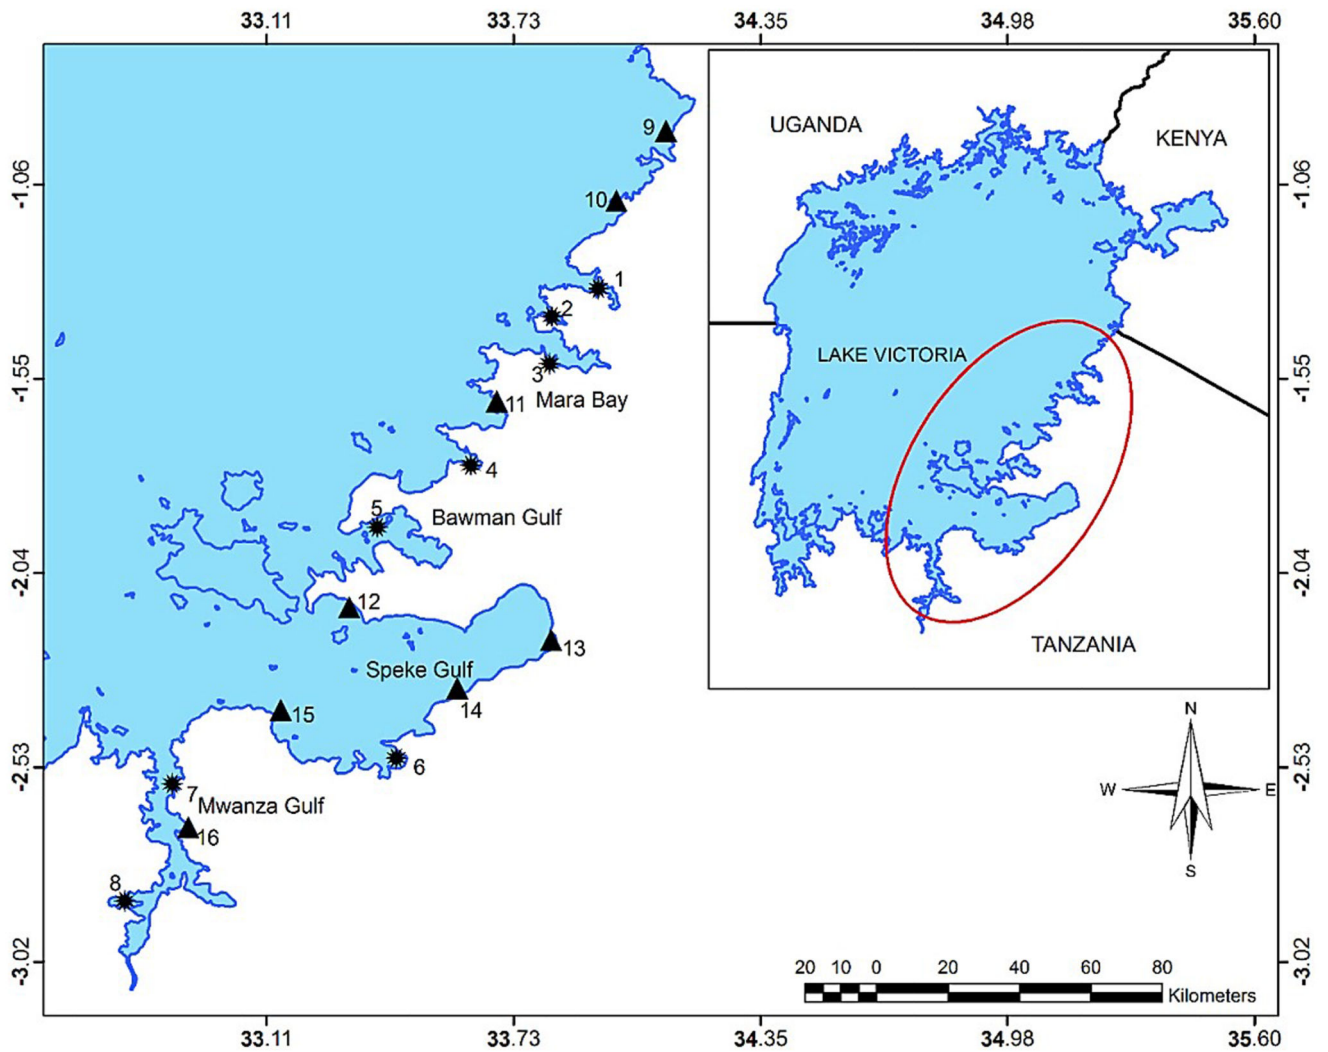 33.11 33.73 34.35 34.98 35.60
UGANDA
KENYA
9
-1.06 -1.06
10
1
2
LAKE VICTORIA
3
-1.55 -1.55
Mara Bay
11
4
5
Bawman Gulf
-2.04 -2.04
12
TANZANIA
13
Speke Gulf
14
15
N
6
-2.53 -2.53
W E
7
Mwanza Gulf
16
S
8
-3.02 -3.02
20 10 0 20 40 60 80
Kilometers
33.11 33.73 34.35 34.98 35.60